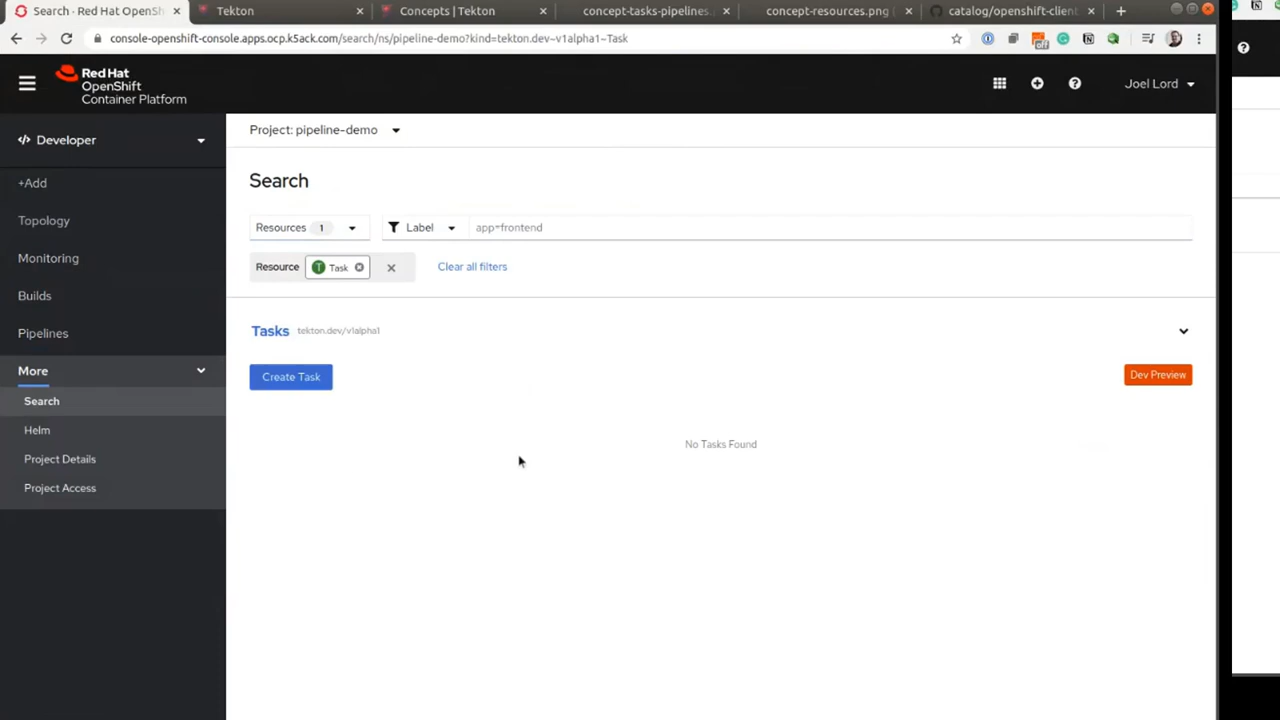 Search · Red Hat OpenSh
Tekton
Concepts | Tekton
concept-tasks-pipelines.
concept-resources.png (
catalog/openshift-client
console-openshift-console.apps.ocp.k5ack.com/search/ns/pipeline-demo?kind=tekton.dev~v1alpha1~Task
off
Red Hat
OpenShift
Container Platform
Joel Lord
</> Developer
Project: pipeline-demo
+Add
Topology
Monitoring
Builds
Pipelines
More
Search
Helm
Project Details
Project Access
Search
Resources 1
Label
app=frontend
Resource
T Task
Clear all filters
Tasks tekton.dev/v1alpha1
Create Task
Dev Preview
No Tasks Found